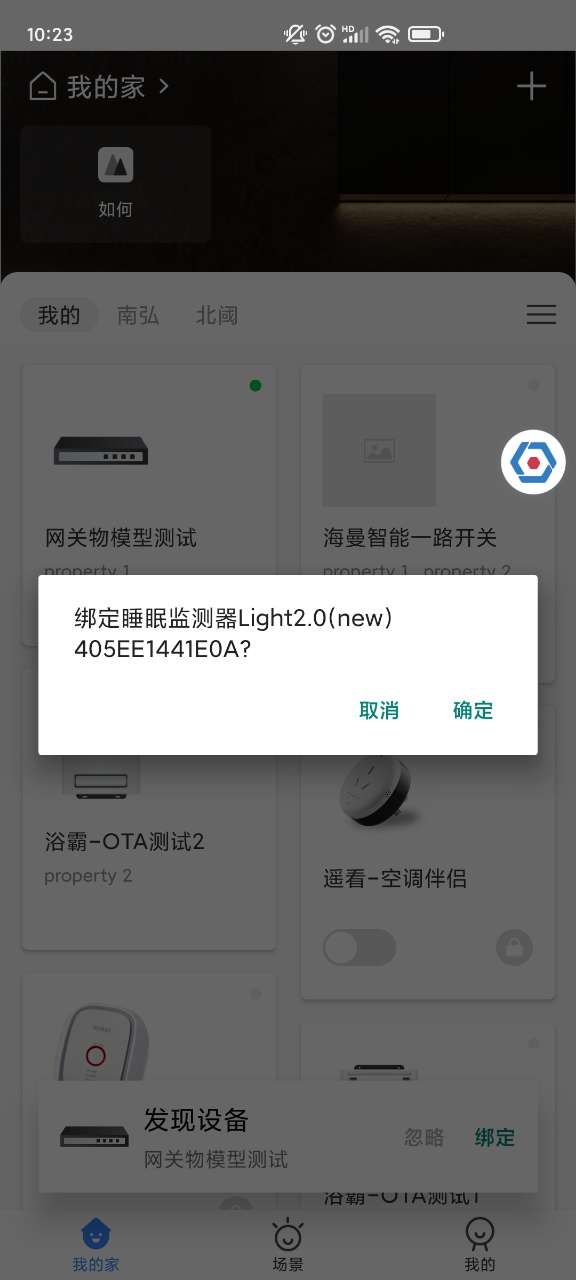 10:23
HD
我的家
如何
我的 南弘 北阈
网关物模型测试
property 1
海曼智能一路开关
property 1 property 2
绑定睡眠监测器Light2.0(new)
405EE1441E0A?
取消 确定
浴霸-OTA测试2
property 2
遥看-空调伴侣
发现设备
网关物模型测试
忽略 绑定
浴霸-OTA测试1
我的家 场景 我的